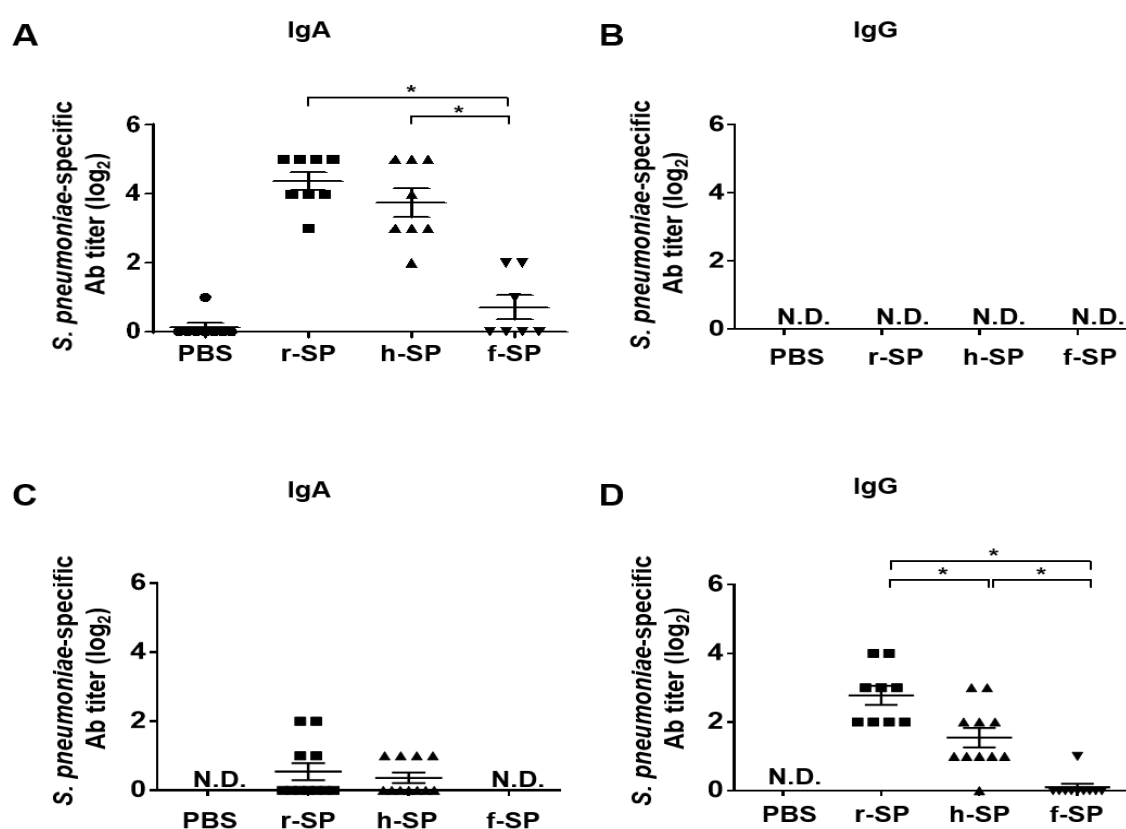 A
IgA
S. pneumoniae-specific
Ab titer (log2)
6
4
2
0
*
*
PBS r-SP h-SP f-SP
B
IgG
S. pneumoniae-specific
Ab titer (log2)
6
4
2
0
N.D. N.D. N.D. N.D.
PBS r-SP h-SP f-SP
C
IgA
S. pneumoniae-specific
Ab titer (log2)
6
4
2
0
N.D. N.D.
PBS r-SP h-SP f-SP
D
IgG
S. pneumoniae-specific
Ab titer (log2)
6
4
2
0
*
* *
N.D.
PBS r-SP h-SP f-SP